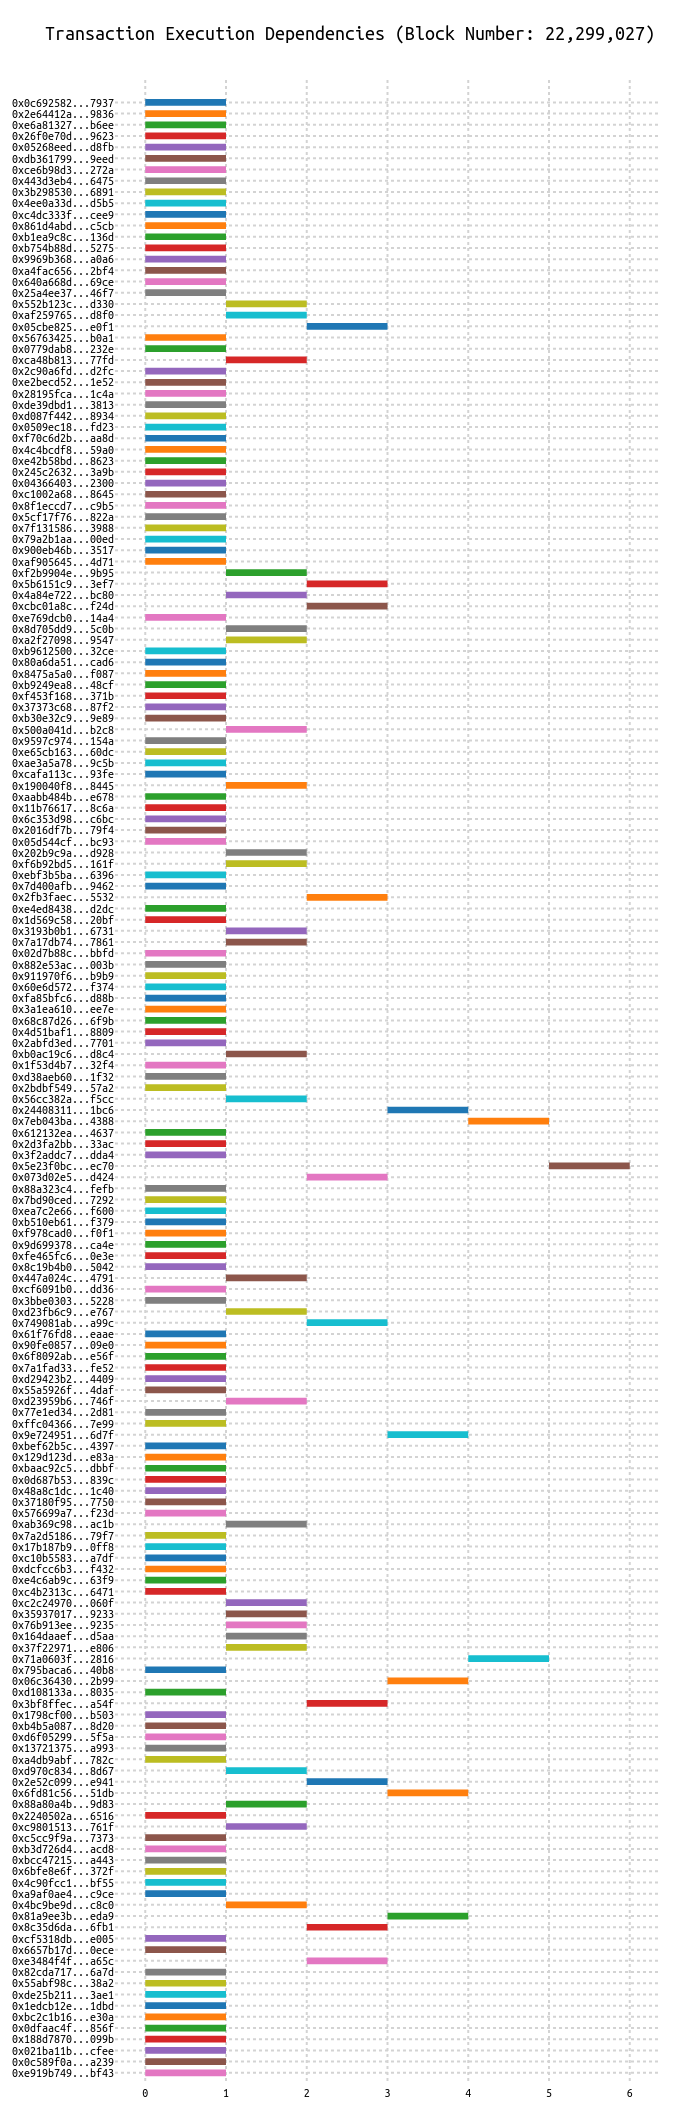 Transaction Execution Dependencies (Block Number: 22,299,027)
0x0c692582...7937
0x2e64412a...9836
0xe6a81327...b6ee
0x26f0e70d...9623
0x05268eed...d8fb
0xdb361799...9eed
0xce6b98d3...272a
0x443d3eb4...6475
0x3b298530...6891
0x4ee0a33d...d5b5
0xc4dc333f...cee9
0x861d4abd...c5cb
0xb1ea9c8c...136d
0xb754b88d...5275
0x9969b368...a0a6
0xa4fac656...2bf4
0x640a668d...69ce
0x25a4ee37...46f7
0x552b123c...d330
0xaf259765...d8f0
0x05cbe825...e0f1
0x56763425...b0a1
0x0779dab8...232e
0xca48b813...77fd
0x2c90a6fd...d2fc
0xe2becd52...1e52
0x28195fca...1c4a
0xde39dbd1...3813
0xd087f442...8934
0x0509ec18...fd23
0xf70c6d2b...aa8d
0x4c4bcdf8...59a0
0xe42b58bd...8623
0x245c2632...3a9b
0x04366403...2300
0xc1002a68...8645
0x8f1eccd7...c9b5
0x5cf17f76...822a
0x7f131586...3988
0x79a2b1aa...00ed
0x900eb46b...3517
0xaf905645...4d71
0xf2b9904e...9b95
0x5b6151c9...3ef7
0x4a84e722...bc80
0xcbc01a8c...f24d
0xe769dcb0...14a4
0x8d705dd9...5c0b
0xa2f27098...9547
0xb9612500...32ce
0x80a6da51...cad6
0x8475a5a0...f087
0xb9249ea8...48cf
0xf453f168...371b
0x37373c68...87f2
0xb30e32c9...9e89
0x500a041d...b2c8
0x9597c974...154a
0xe65cb163...60dc
0xae3a5a78...9c5b
0xcafa113c...93fe
0x190040f8...8445
0xaabb484b...e678
0x11b76617...8c6a
0x6c353d98...c6bc
0x2016df7b...79f4
0x05d544cf...bc93
0x202b9c9a...d928
0xf6b92bd5...161f
0xebf3b5ba...6396
0x7d400afb...9462
0x2fb3faec...5532
0xe4ed8438...d2dc
0x1d569c58...20bf
0x3193b0b1...6731
0x7a17db74...7861
0x02d7b88c...bbfd
0x882e53ac...003b
0x911970f6...b9b9
0x60e6d572...f374
0xfa85bfc6...d88b
0x3a1ea610...ee7e
0x68c87d26...6f9b
0x4d51baf1...8809
0x2abfd3ed...7701
0xb0ac19c6...d8c4
0x1f53d4b7...32f4
0xd38aeb60...1f32
0x2bdbf549...57a2
0x56cc382a...f5cc
0x24408311...1bc6
0x7eb043ba...4388
0x612132ea...4637
0x2d3fa2bb...33ac
0x3f2addc7...dda4
0x5e23f0bc...ec70
0x073d02e5...d424
0x88a323c4...fefb
0x7bd90ced...7292
0xea7c2e66...f600
0xb510eb61...f379
0xf978cad0...f0f1
0x9d699378...ca4e
0xfe465fc6...0e3e
0x8c19b4b0...5042
0x447a024c...4791
0xcf6091b0...dd36
0x3bbe0303...5228
0xd23fb6c9...e767
0x749081ab...a99c
0x61f76fd8...eaae
0x90fe0857...09e0
0x6f8092ab...e56f
0x7a1fad33...fe52
0xd29423b2...4409
0x55a5926f...4daf
0xd23959b6...746f
0x77e1ed34...2d81
0xffc04366...7e99
0x9e724951...6d7f
0xbef62b5c...4397
0x129d123d...e83a
0xbaac92c5...dbbf
0x0d687b53...839c
0x48a8c1dc...1c40
0x37180f95...7750
0x576699a7...f23d
0xab369c98...ac1b
0x7a2d5186...79f7
0x17b187b9...0ff8
0xc10b5583...a7df
0xdcfcc6b3...f432
0xe4c6ab9c...63f9
0xc4b2313c...6471
0xc2c24970...060f
0x35937017...9233
0x76b913ee...9235
0x164daaef...d5aa
0x37f22971...e806
0x71a0603f...2816
0x795baca6...40b8
0x06c36430...2b99
0xd108133a...8035
0x3bf8ffec...a54f
0x1798cf00...b503
0xb4b5a087...8d20
0xd6f05299...5f5a
0x13721375...a993
0xa4db9abf...782c
0xd970c834...8d67
0x2e52c099...e941
0x6fd81c56...51db
0x88a80a4b...9d83
0x2240502a...6516
0xc9801513...761f
0xc5cc9f9a...7373
0xb3d726d4...acd8
0xbcc47215...a443
0x6bfe8e6f...372f
0x4c90fcc1...bf55
0xa9af0ae4...c9ce
0x4bc9be9d...c8c0
0x81a9ee3b...eda9
0x8c35d6da...6fb1
0xcf5318db...e005
0x6657b17d...0ece
0xe3484f4f...a65c
0x82cda717...6a7d
0x55abf98c...38a2
0xde25b211...3ae1
0x1edcb12e...1dbd
0xbc2c1b16...e30a
0x0dfaac4f...856f
0x188d7870...099b
0x021ba11b...cfee
0x0c589f0a...a239
0xe919b749...bf43
0 1 2 3 4 5 6